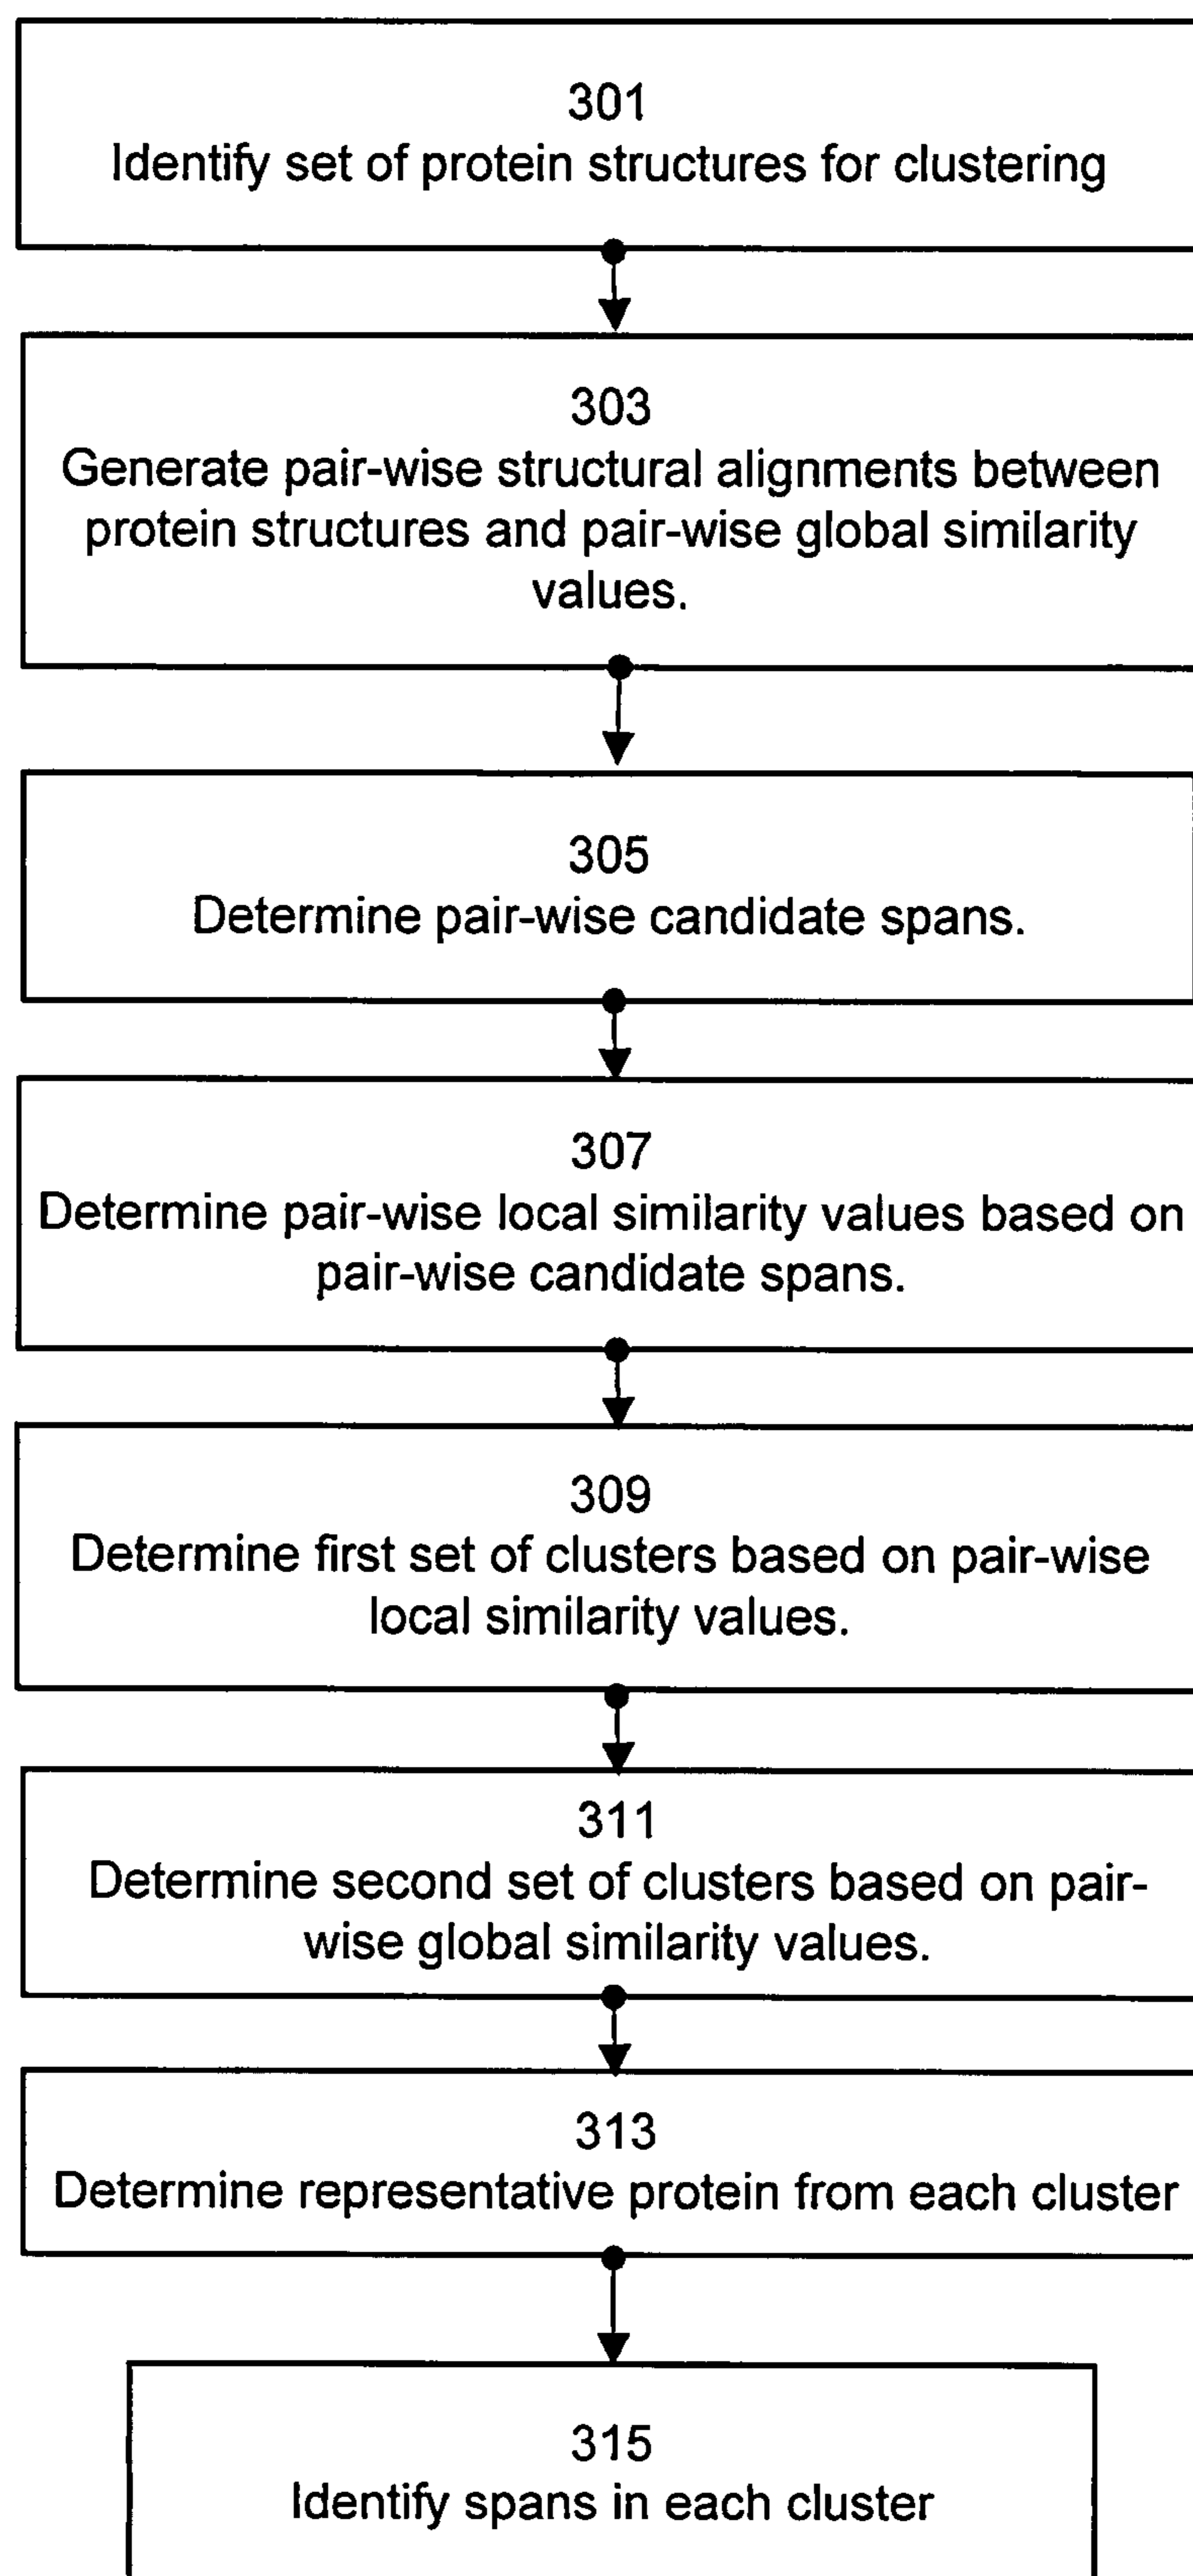 301
Identify set of protein structures for clustering
303
Generate pair-wise structural alignments between
protein structures and pair-wise global similarity
values.
305
Determine pair-wise candidate spans.
307
Determine pair-wise local similarity values based on
pair-wise candidate spans.
309
Determine first set of clusters based on pair-wise
local similarity values.
311
Determine second set of clusters based on pair-
wise global similarity values.
313
Determine representative protein from each cluster
315
Identify spans in each cluster